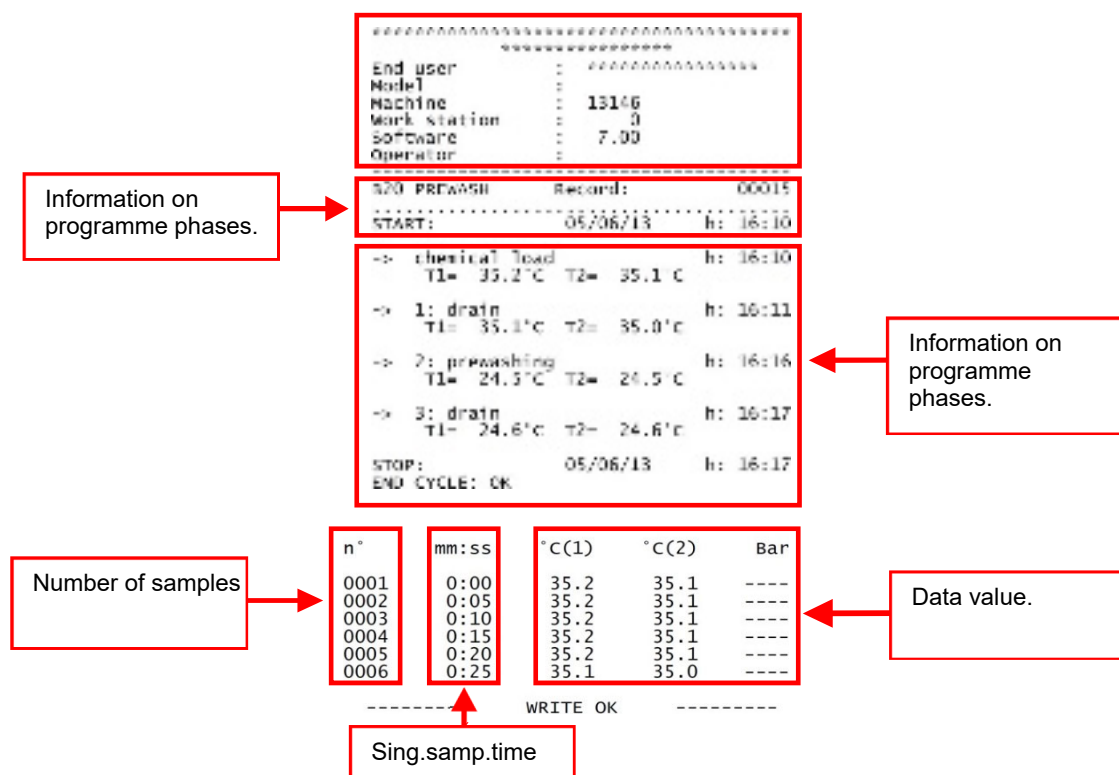 ****************************************
****************
End user : ****************
Model :
Machine : 13146
Work station : 0
Software : 7.00
Operator :
----------------------------------------
B20 PREWASH Record: 00015
........................................
START: 05/06/13 h: 16:10
Information on
programme phases.
-> chemical load h: 16:10
T1= 35.2°C T2= 35.1°C
-> 1: drain h: 16:11
T1= 35.1°C T2= 35.0°C
-> 2: prewashing h: 16:16
T1= 24.5°C T2= 24.5°C
-> 3: drain h: 16:17
T1= 24.6°C T2= 24.6°C
STOP: 05/06/13 h: 16:17
END CYCLE: OK
Information on
programme
phases.
n° mm:ss °C(1) °C(2) Bar
0001 0:00 35.2 35.1 ----
0002 0:05 35.2 35.1 ----
0003 0:10 35.2 35.1 ----
0004 0:15 35.2 35.1 ----
0005 0:20 35.2 35.1 ----
0006 0:25 35.1 35.0 ----
Number of samples
Data value.
--------- WRITE OK ---------
Sing.samp.time